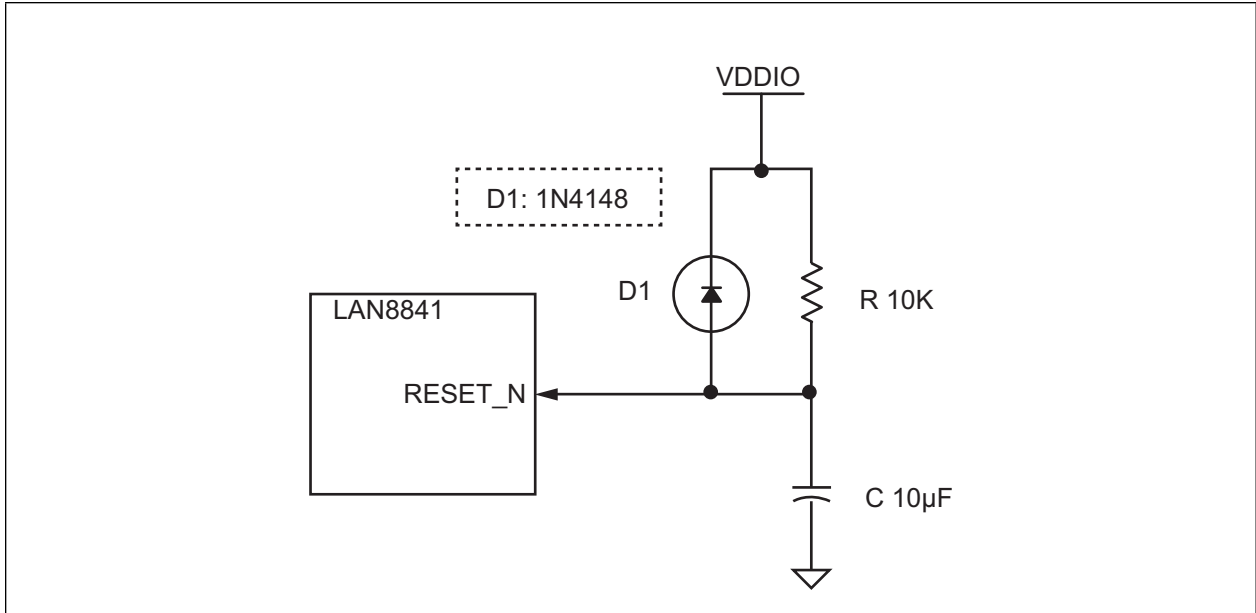 VDDIO
D1: 1N4148
D1
R 10K
LAN8841
RESET_N
C 10µF